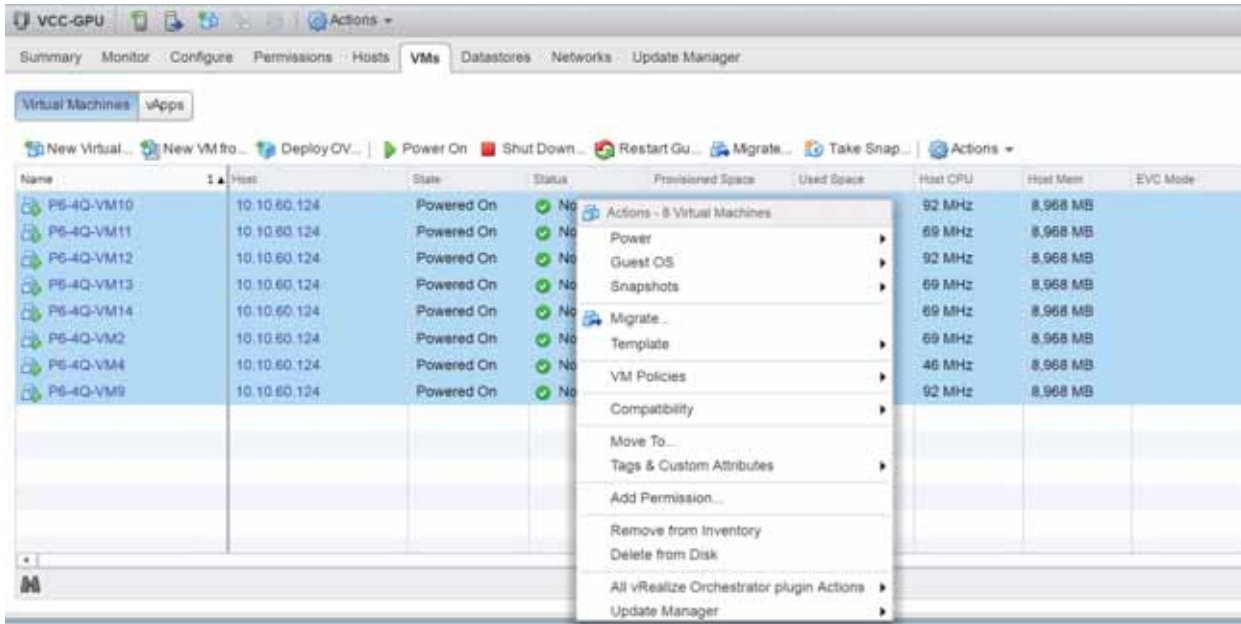 VCC-GPU Actions
Summary Monitor Configure Permissions Hosts VMs Datastores Networks Update Manager
Virtual Machines vApps
New Virtual... New VM fro... Deploy OV... Power On Shut Down... Restart Gu... Migrate... Take Snap... Actions
Name 1 Host State Status Provisioned Space Used Space Host CPU Host Mem EVC Mode
P6-4Q-VM10 10.10.60.124 Powered On No 92 MHz 8,968 MB
P6-4Q-VM11 10.10.60.124 Powered On No 69 MHz 8,968 MB
P6-4Q-VM12 10.10.60.124 Powered On No 92 MHz 8,968 MB
P6-4Q-VM13 10.10.60.124 Powered On No 69 MHz 8,968 MB
P6-4Q-VM14 10.10.60.124 Powered On No 69 MHz 8,968 MB
P6-4Q-VM2 10.10.60.124 Powered On No 69 MHz 8,968 MB
P6-4Q-VM4 10.10.60.124 Powered On No 46 MHz 8,968 MB
P6-4Q-VM9 10.10.60.124 Powered On No 92 MHz 8,968 MB
Actions - 8 Virtual Machines
Power
Guest OS
Snapshots
Migrate...
Template
VM Policies
Compatibility
Move To...
Tags & Custom Attributes
Add Permission...
Remove from Inventory
Delete from Disk
All vRealize Orchestrator plugin Actions
Update Manager